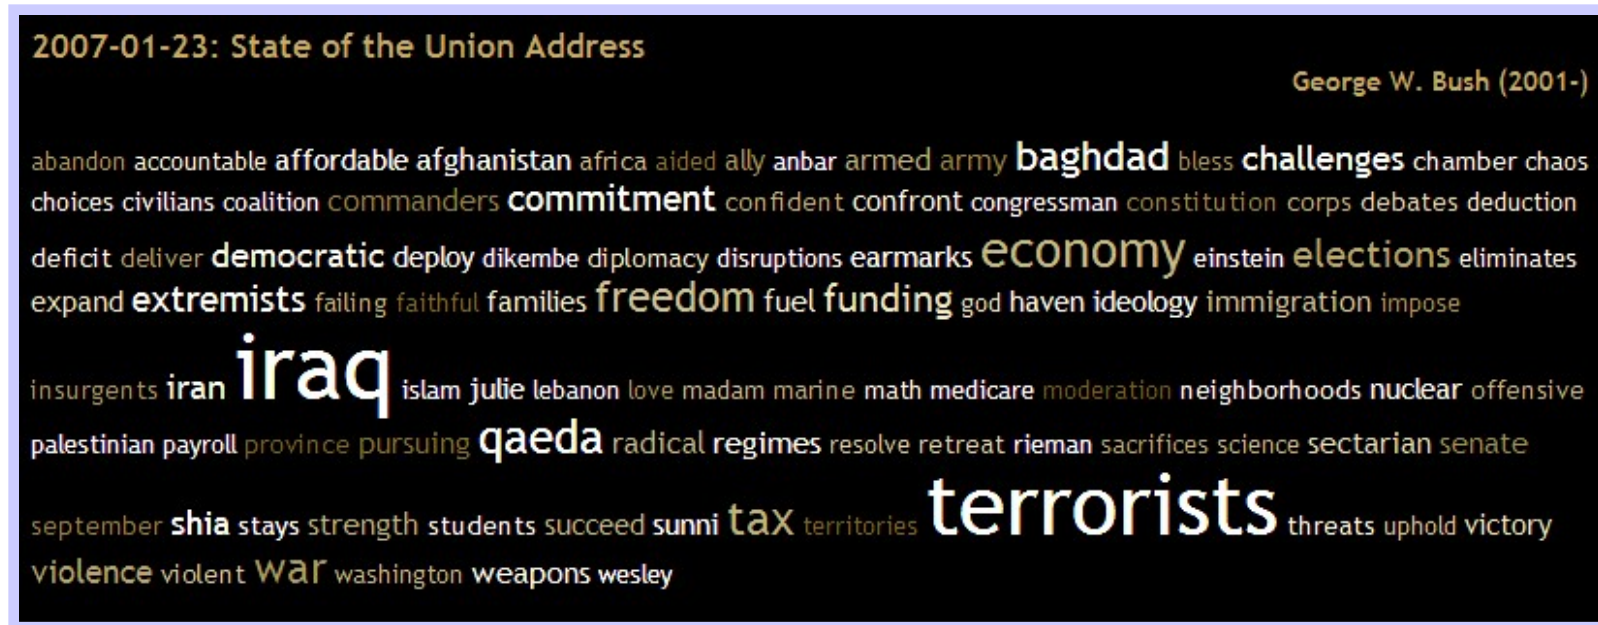 2007-01-23: State of the Union Address
George W. Bush (2001-)
abandon accountable affordable afghanistan africa aided ally anbar armed army baghdad bless challenges chamber chaos
choices civilians coalition commanders commitment confident confront congressman constitution corps debates deduction
deficit deliver democratic deploy dikembe diplomacy disruptions earmarks economy einstein elections eliminates
expand extremists failing faithful families freedom fuel funding god haven ideology immigration impose
insurgents iran iraq islam julie lebanon love madam marine math medicare moderation neighborhoods nuclear offensive
palestinian payroll province pursuing qaeda radical regimes resolve retreat rieman sacrifices science sectarian senate
september shia stays strength students succeed sunni tax territories terrorists threats uphold victory
violence violent war washington weapons wesley